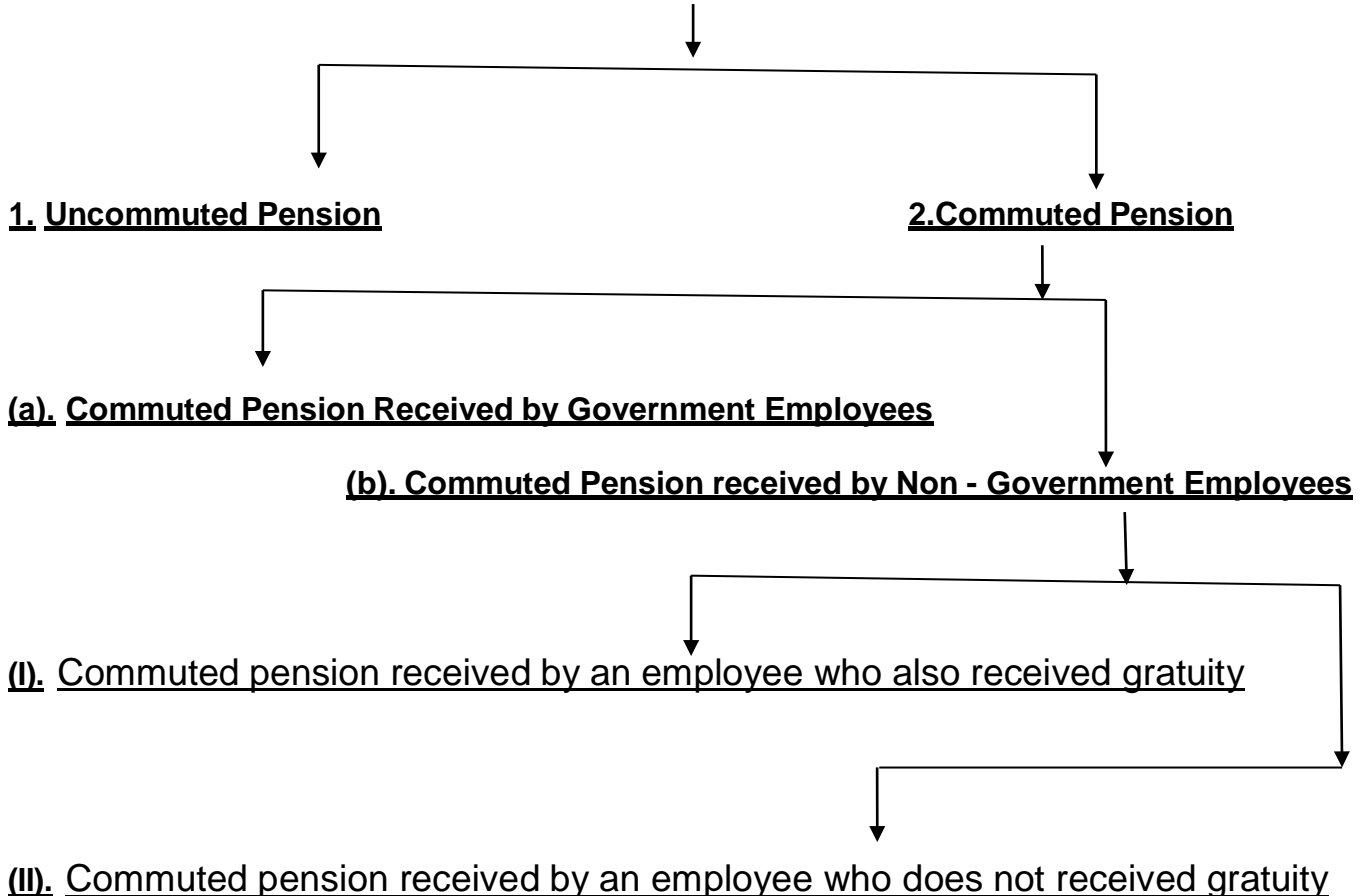 1. Uncommuted Pension 2.Commuted Pension
(a). Commuted Pension Received by Government Employees
(b). Commuted Pension received by Non - Government Employees
(I). Commuted pension received by an employee who also received gratuity
(II). Commuted pension received by an employee who does not received gratuity